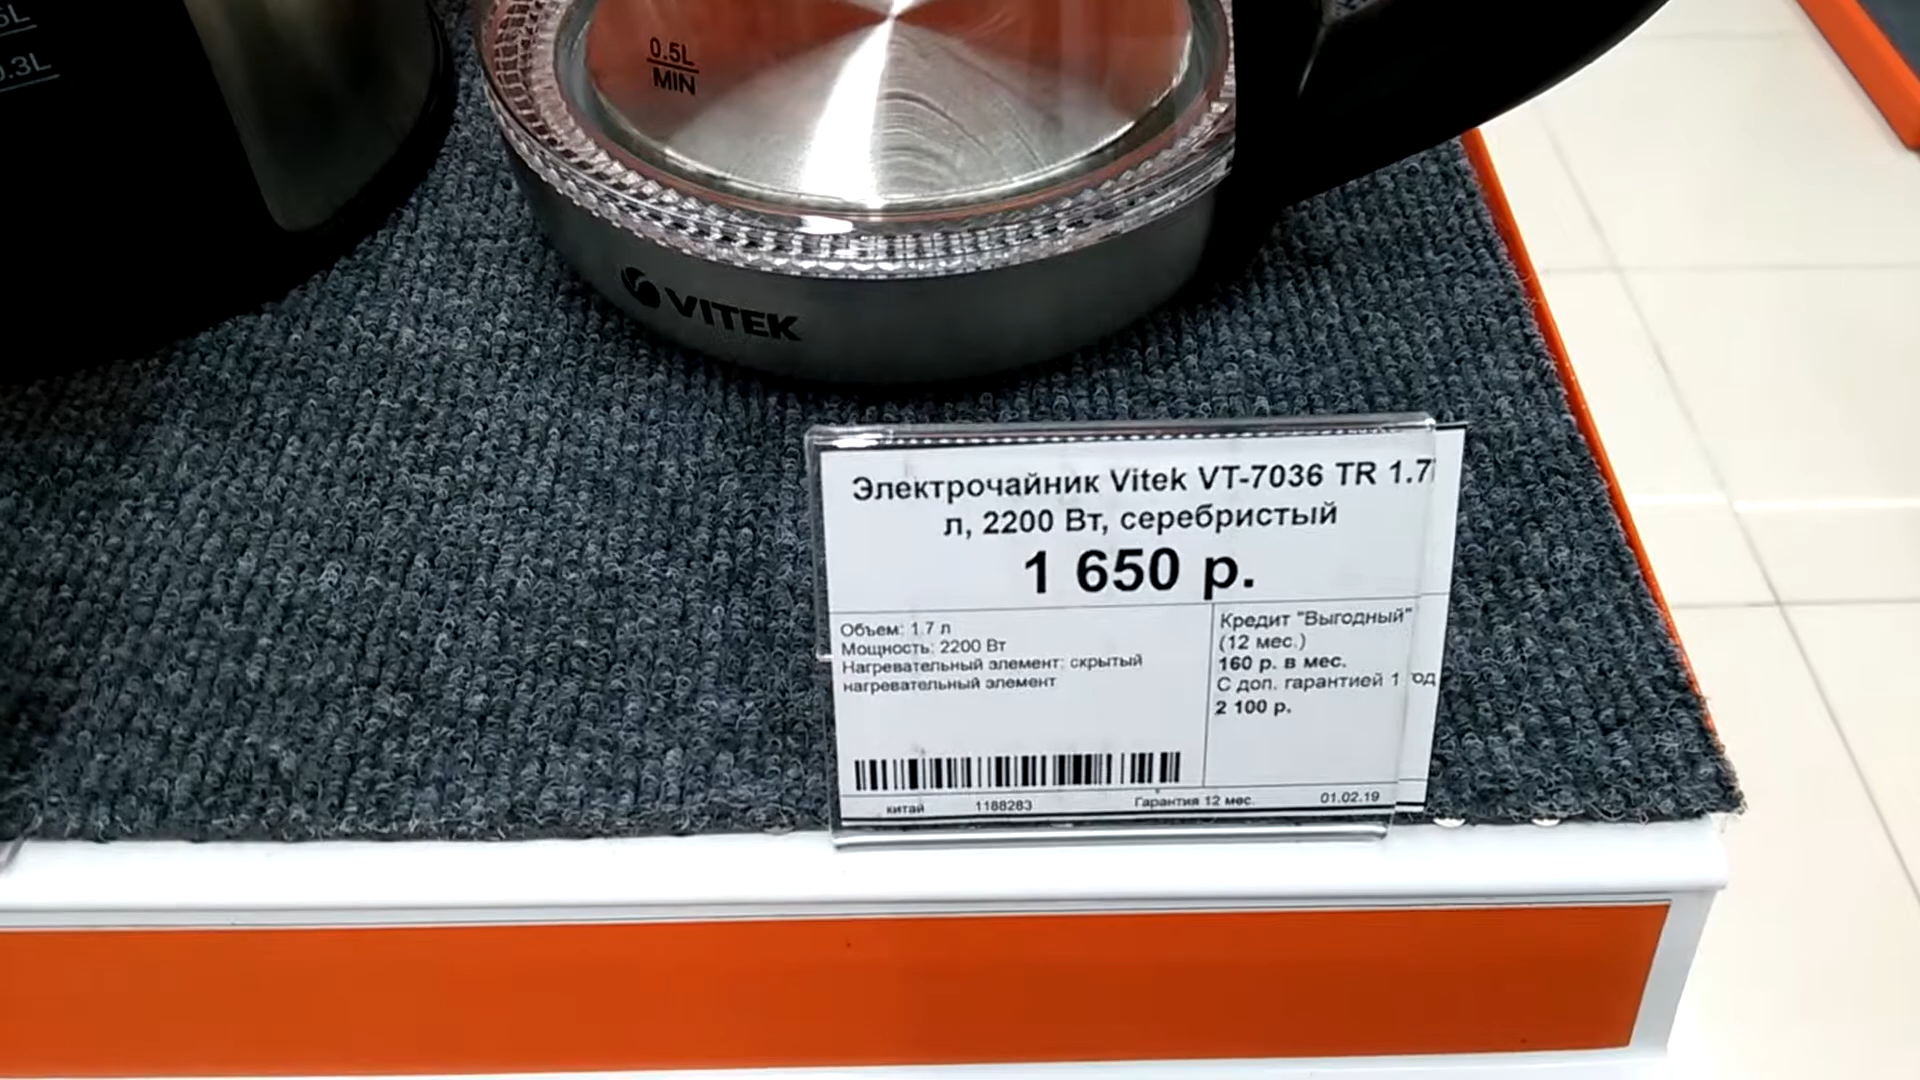 0.3L
0.5L
MIN
VITEK
Электрочайник Vitek VT-7036 TR 1.7
л, 2200 Вт, серебристый
1 650 р.
Объем: 1.7 л
Мощность: 2200 Вт
Нагревательный элемент: скрытый
нагревательный элемент
Кредит "Выгодный"
(12 мес.)
160 р. в мес.
С доп. гарантией 1 год
2 100 р.
китай 1188283 Гарантия 12 мес. 01.02.19